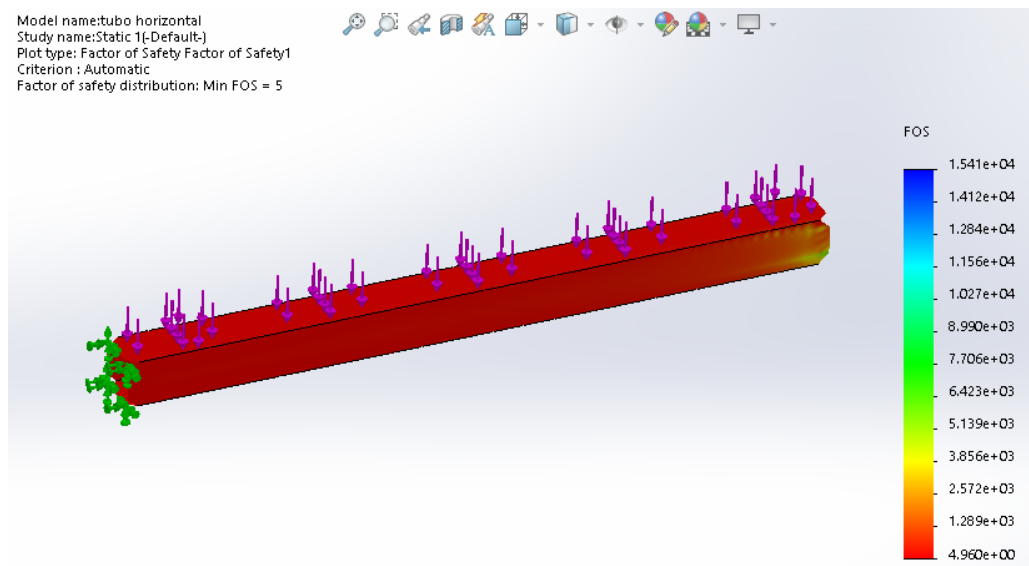 Model name:tubo horizontal
Study name:Static 1(-Default-)
Plot type: Factor of Safety Factor of Safety1
Criterion : Automatic
Factor of safety distribution: Min FOS = 5
FOS
1.541e+04
1.412e+04
1.284e+04
1.156e+04
1.027e+04
8.990e+03
7.706e+03
6.423e+03
5.139e+03
3.856e+03
2.572e+03
1.289e+03
4.960e+00